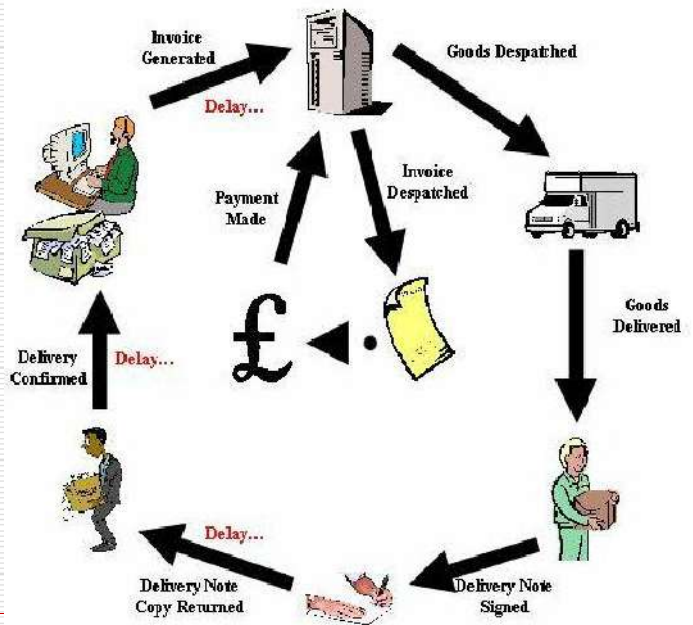 Invoice
Generated
Delay...
Goods Despatched
Invoice
Despatched
Payment
Made
Goods
Delivered
Delivery
Confirmed
Delay...
Delay...
Delivery Note
Signed
Delivery Note
Copy Returned
£